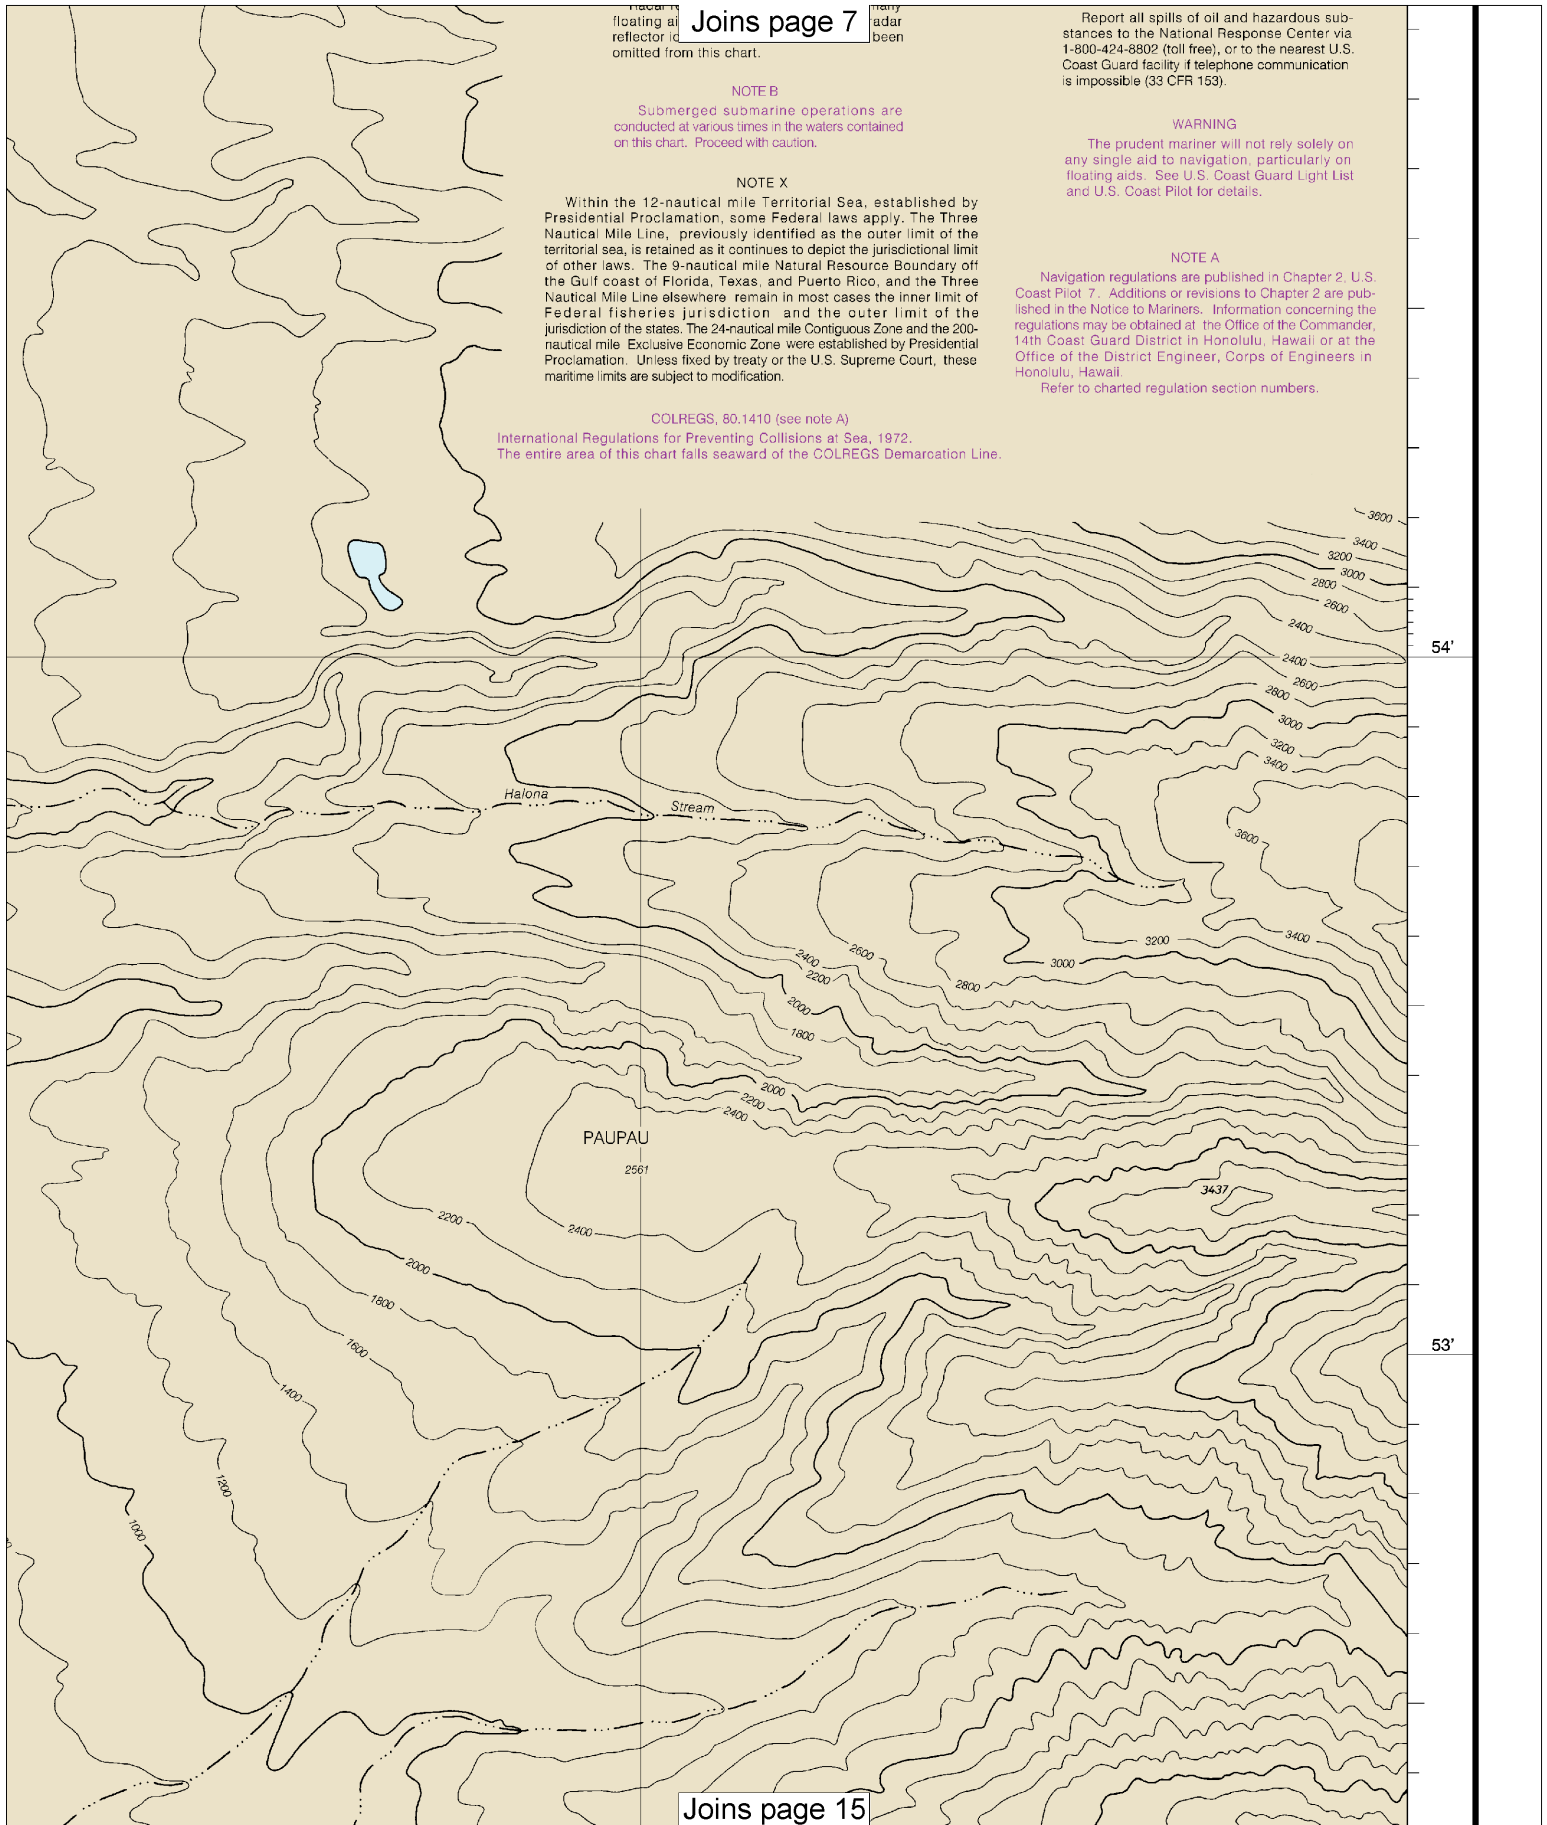 Joins page 7
floating ai
adar
reflector ic
been
omitted from this chart.
NOTE B
Submerged submarine operations are
conducted at various times in the waters contained
on this chart. Proceed with caution.
NOTE X
Within the 12-nautical mile Territorial Sea, established by
Presidential Proclamation, some Federal laws apply. The Three
Nautical Mile Line, previously identified as the outer limit of the
territorial sea, is retained as it continues to depict the jurisdictional limit
of other laws. The 9-nautical mile Natural Resource Boundary off
the Gulf coast of Florida, Texas, and Puerto Rico, and the Three
Nautical Mile Line elsewhere remain in most cases the inner limit of
Federal fisheries jurisdiction and the outer limit of the
jurisdiction of the states. The 24-nautical mile Contiguous Zone and the 200-
nautical mile Exclusive Economic Zone were established by Presidential
Proclamation. Unless fixed by treaty or the U.S. Supreme Court, these
maritime limits are subject to modification.
COLREGS, 80.1410 (see note A)
International Regulations for Preventing Collisions at Sea, 1972.
The entire area of this chart falls seaward of the COLREGS Demarcation Line.
Report all spills of oil and hazardous sub-
stances to the National Response Center via
1-800-424-8802 (toll free), or to the nearest U.S.
Coast Guard facility if telephone communication
is impossible (33 CFR 153).
WARNING
The prudent mariner will not rely solely on
any single aid to navigation, particularly on
floating aids. See U.S. Coast Guard Light List
and U.S. Coast Pilot for details.
NOTE A
Navigation regulations are published in Chapter 2, U.S.
Coast Pilot 7. Additions or revisions to Chapter 2 are pub-
lished in the Notice to Mariners. Information concerning the
regulations may be obtained at the Office of the Commander,
14th Coast Guard District in Honolulu, Hawaii or at the
Office of the District Engineer, Corps of Engineers in
Honolulu, Hawaii.
Refer to charted regulation section numbers.
3600
3400
3200
3000
2800
2600
2400
54'
2400
2600
2800
3000
3200
3400
Halona
Stream
3600
3400
3200
3000
2800
2600
2400
2200
2000
1800
2000
2200
2400
PAUPAU
2561
3437
2200
2400
2000
1800
1600
1400
1200
1000
53'
Joins page 15